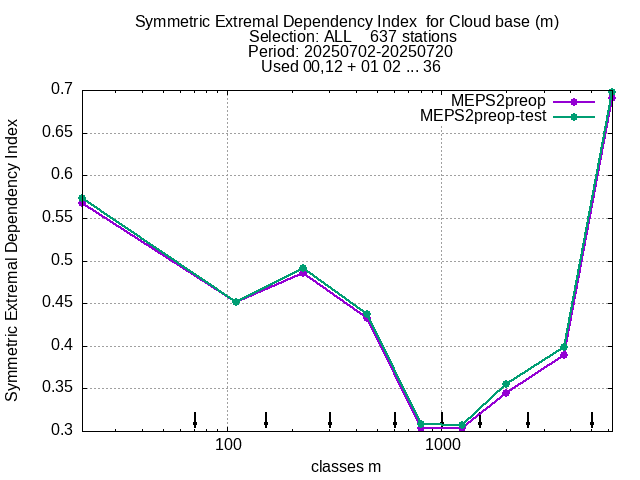 Symmetric Extremal Dependency Index  for Cloud base (m)
Selection: ALL    637 stations
Period: 20250702-20250720
Used 00,12 + 01 02 ... 36
MEPS2preop
MEPS2preop-test
0.7
0.65
0.6
0.55
0.5
0.45
0.4
0.35
0.3
Symmetric Extremal Dependency Index
100
1000
classes m